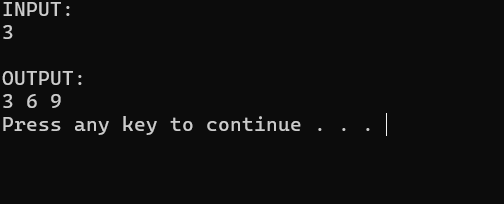 INPUT:
3
OUTPUT:
3 6 9
Press any key to continue . . .